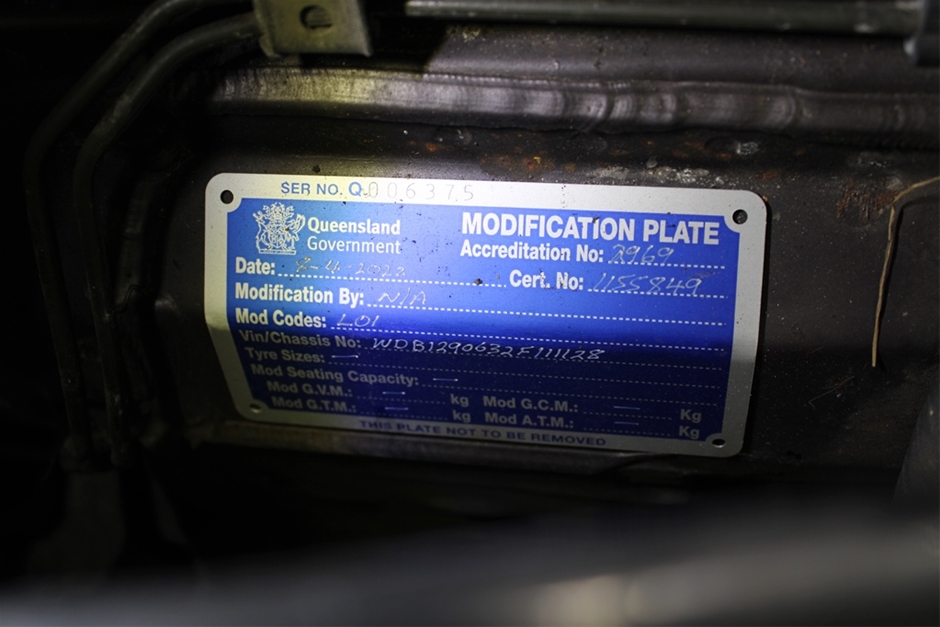 SER NO. Q 006375
Queensland Government
MODIFICATION PLATE
Accreditation No: 2969
Date: 8-4-2022
Cert. No: 1155849
Modification By: N/A
Mod Codes: LO1
Vin/Chassis No: WDB1290632F111128
Tyre Sizes: —
Mod Seating Capacity: —
Mod G.V.M.: — kg Mod G.C.M.: — Kg
Mod G.T.M.: — kg Mod A.T.M.: — Kg
THIS PLATE NOT TO BE REMOVED